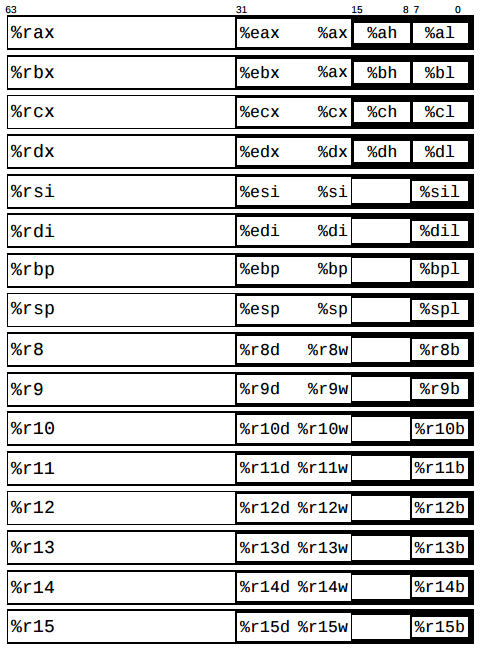 63 31 15 8 7 0
%rax %eax %ax %ah %al
%rbx %ebx %ax %bh %bl
%rcx %ecx %cx %ch %cl
%rdx %edx %dx %dh %dl
%rsi %esi %si %sil
%rdi %edi %di %dil
%rbp %ebp %bp %bpl
%rsp %esp %sp %spl
%r8 %r8d %r8w %r8b
%r9 %r9d %r9w %r9b
%r10 %r10d %r10w %r10b
%r11 %r11d %r11w %r11b
%r12 %r12d %r12w %r12b
%r13 %r13d %r13w %r13b
%r14 %r14d %r14w %r14b
%r15 %r15d %r15w %r15b